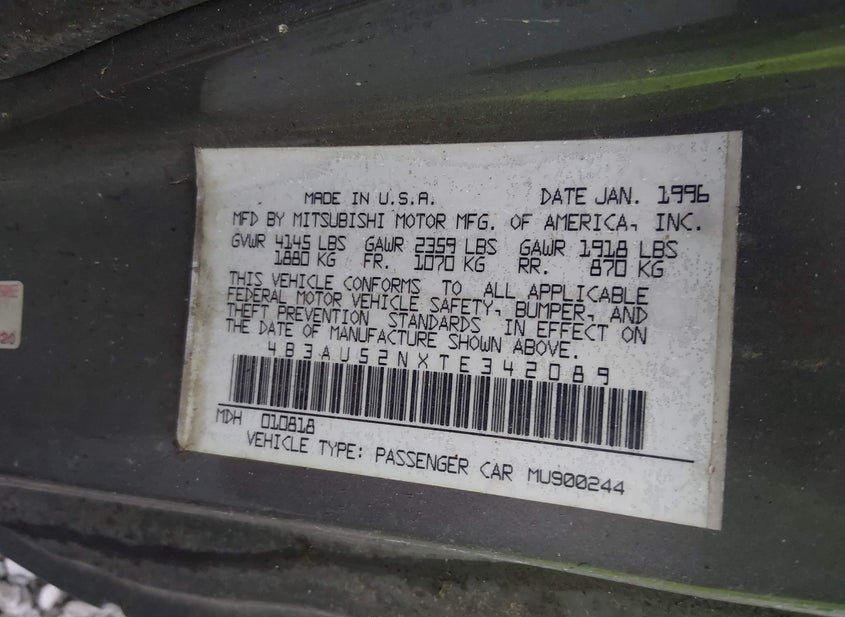 MADE IN U.S.A. DATE JAN. 1996
MFD BY MITSUBISHI MOTOR MFG. OF AMERICA, INC.
GVWR 4145 LBS GAWR 2359 LBS GAWR 1918 LBS
1880 KG FR. 1070 KG RR. 870 KG
THIS VEHICLE CONFORMS TO ALL APPLICABLE
FEDERAL MOTOR VEHICLE SAFETY, BUMPER, AND
THEFT PREVENTION STANDARDS IN EFFECT ON
THE DATE OF MANUFACTURE SHOWN ABOVE.
4B3AU52NXTE342089
MDH 010818
VEHICLE TYPE: PASSENGER CAR MU900244